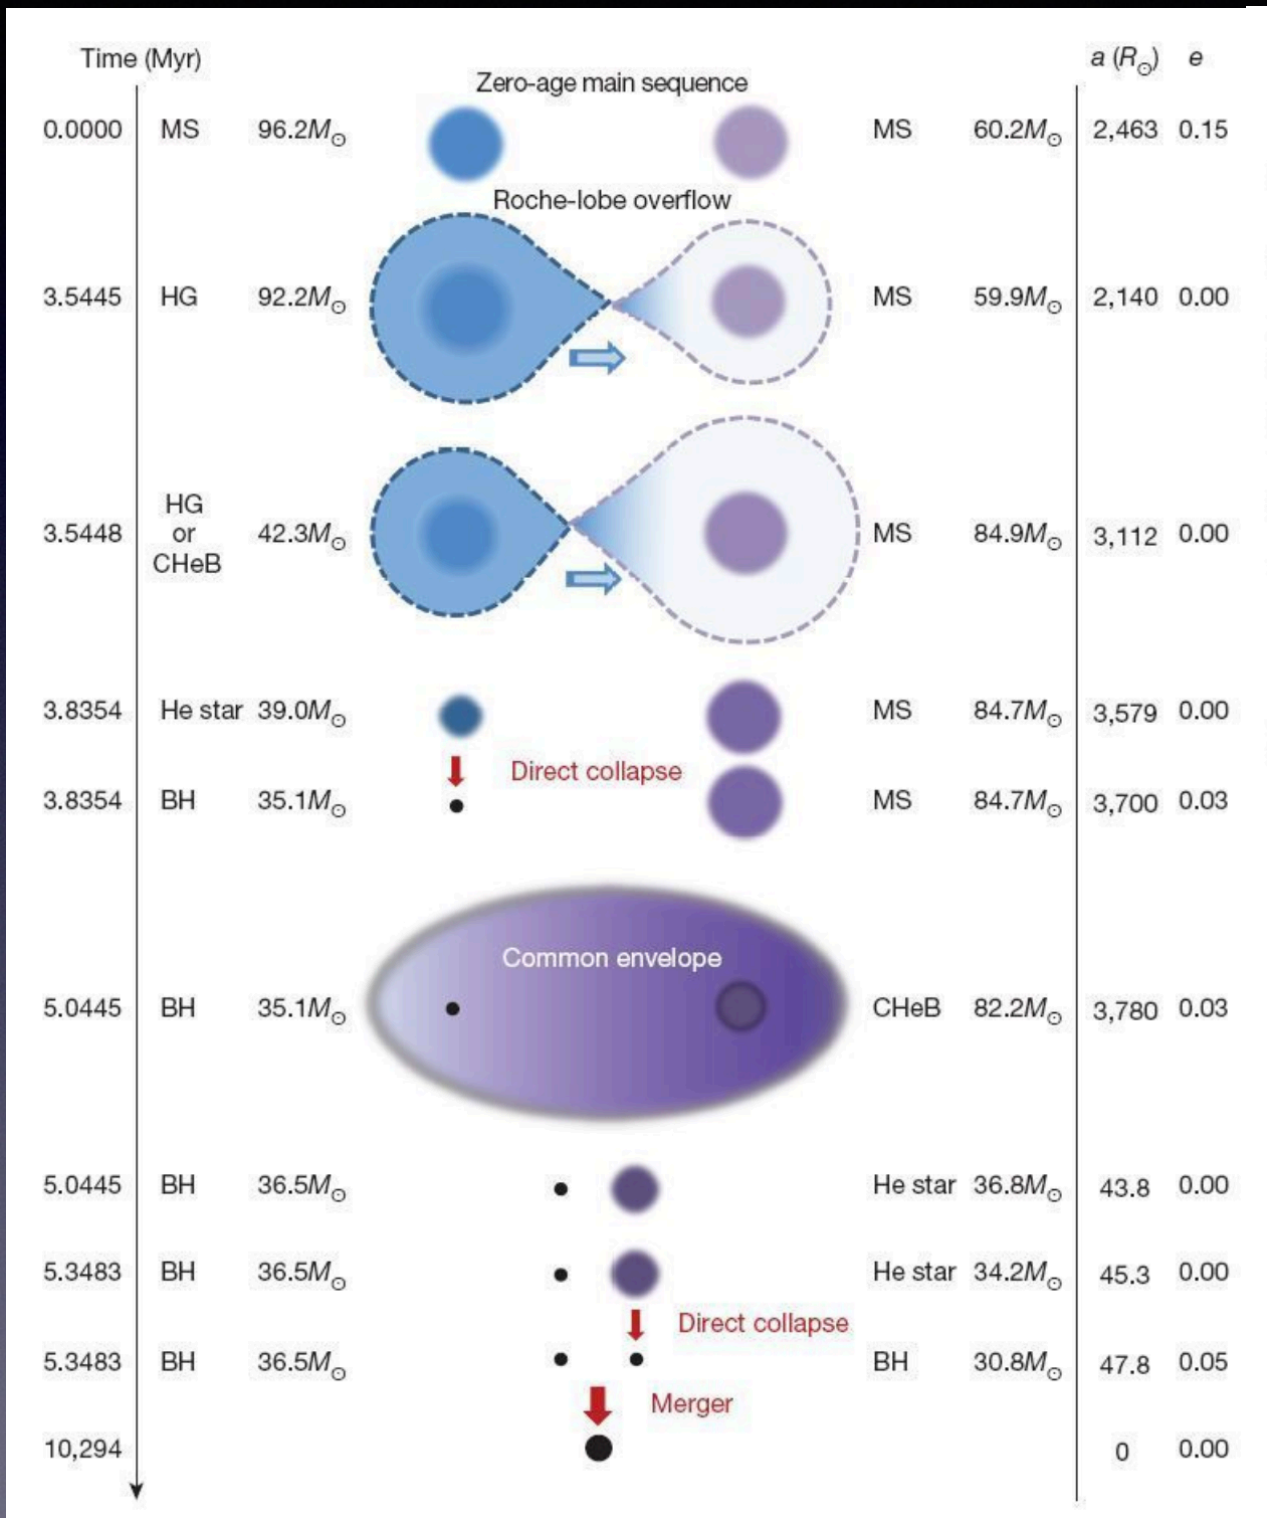 Time (Myr) a (R☉) e
Zero-age main sequence
0.0000 MS 96.2M☉ MS 60.2M☉ 2,463 0.15
Roche-lobe overflow
3.5445 HG 92.2M☉ MS 59.9M☉ 2,140 0.00
HG
3.5448 or 42.3M☉ MS 84.9M☉ 3,112 0.00
CHeB
3.8354 He star 39.0M☉ MS 84.7M☉ 3,579 0.00
Direct collapse
3.8354 BH 35.1M☉ MS 84.7M☉ 3,700 0.03
Common envelope
5.0445 BH 35.1M☉ CHeB 82.2M☉ 3,780 0.03
5.0445 BH 36.5M☉ He star 36.8M☉ 43.8 0.00
5.3483 BH 36.5M☉ He star 34.2M☉ 45.3 0.00
Direct collapse
5.3483 BH 36.5M☉ BH 30.8M☉ 47.8 0.05
Merger
10,294 0 0.00